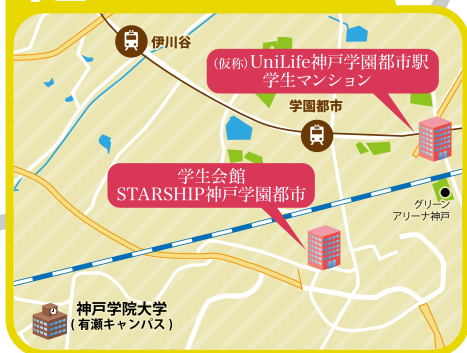 伊川谷
(仮称)UniLife神戸学園都市駅
学生マンション
学園都市
学生会館
STARSHIP神戸学園都市
グリーン
アリーナ神戸
神戸学院大学
(有瀬キャンパス)